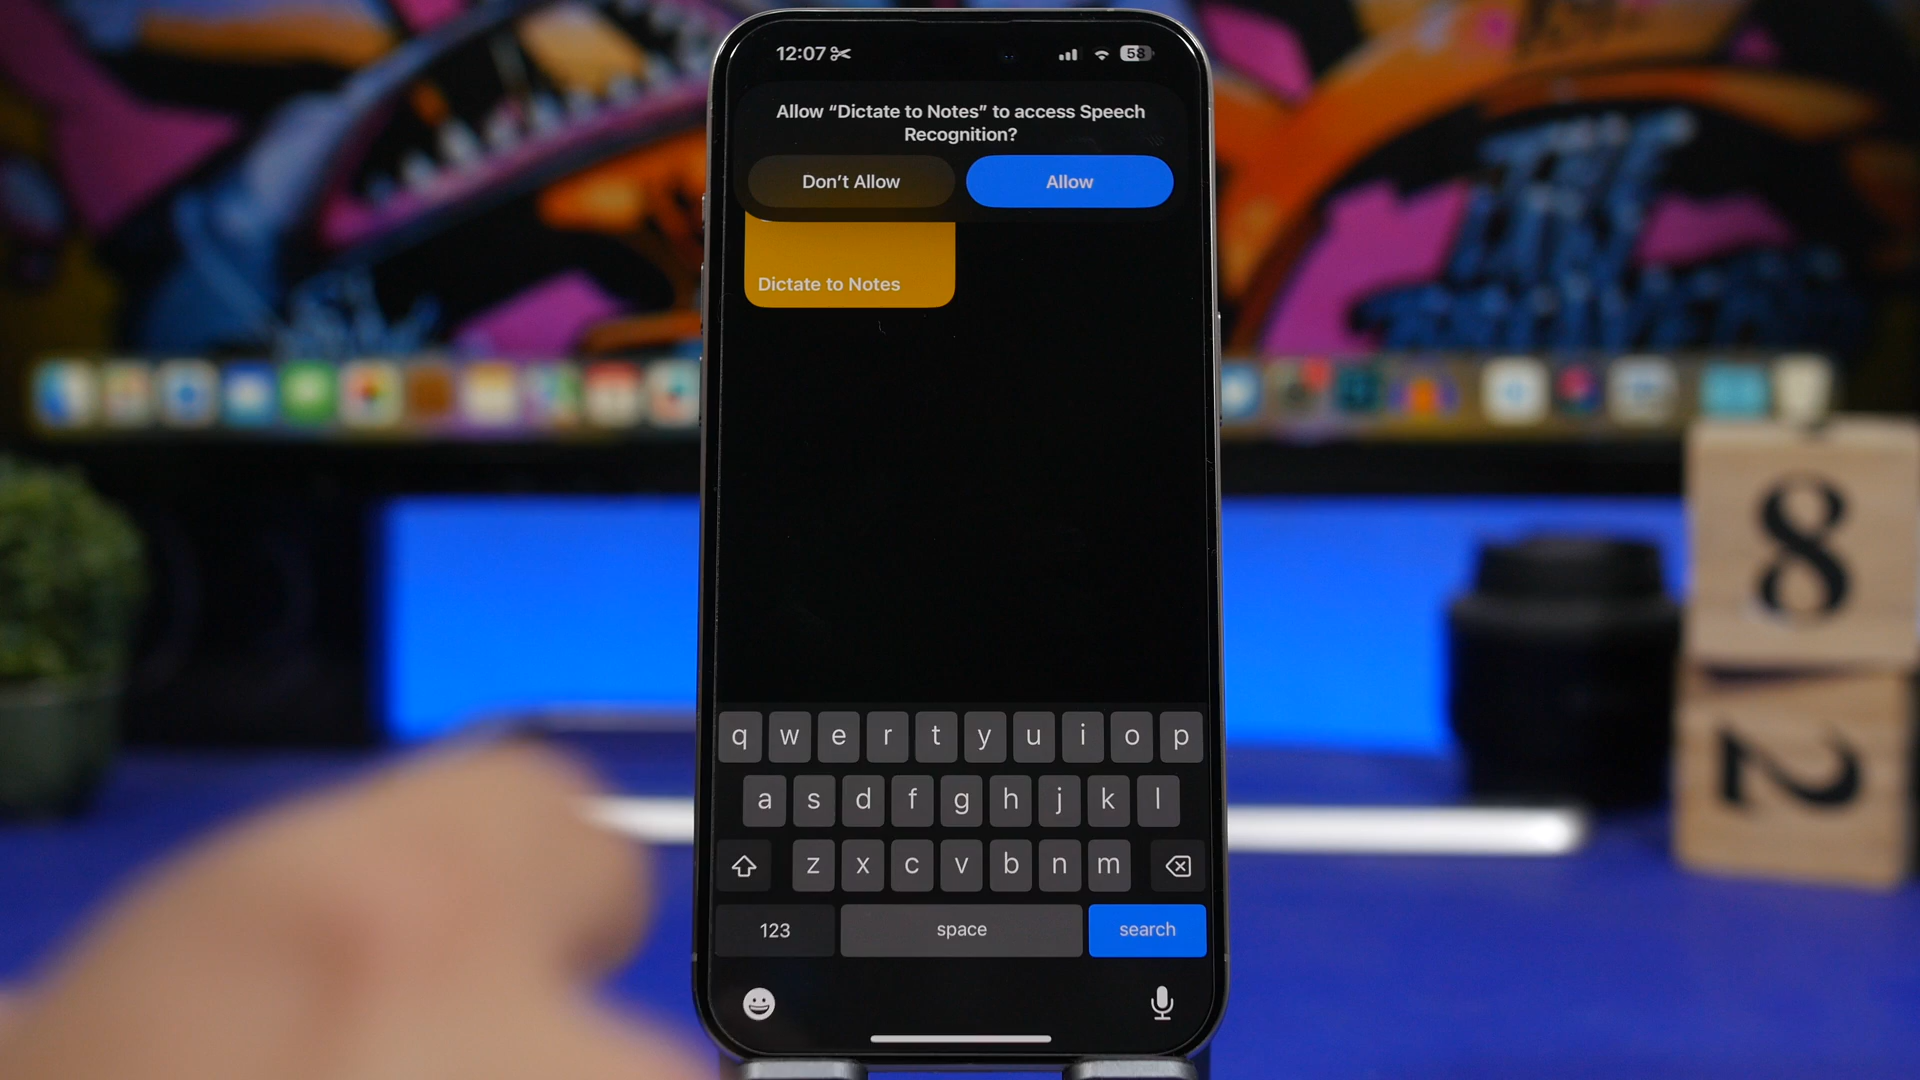 12:07
58
Allow “Dictate to Notes” to access Speech
Recognition?
Don’t Allow
Allow
Dictate to Notes
q w e r t y u i o p
a s d f g h j k l
z x c v b n m
123
space
search
8
2